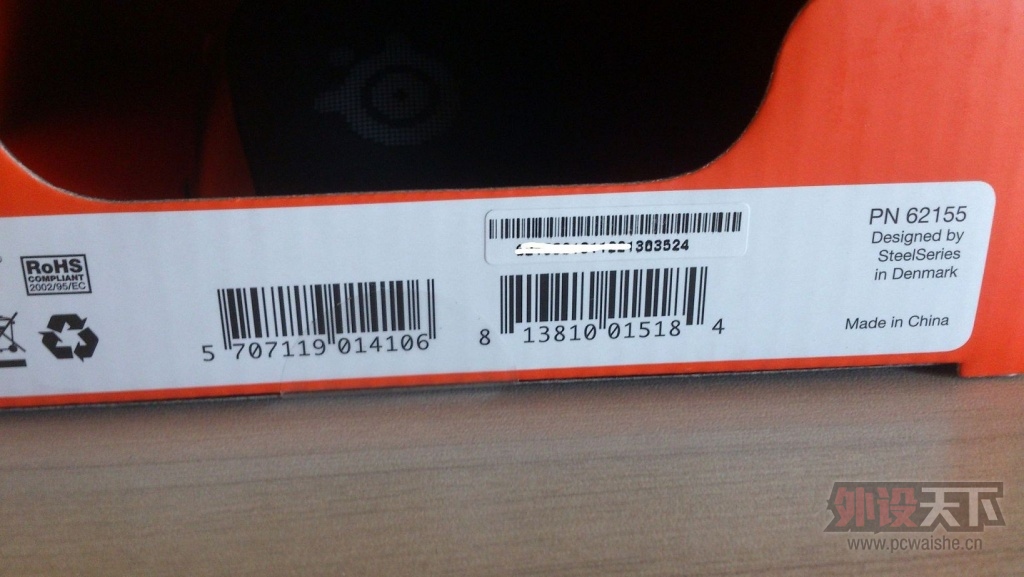 PN 62155
Designed by
SteelSeries
in Denmark
Made in China
1303524
RoHS
COMPLIANT
2002/95/EC
5 707119 014106
8 13810 01518 4
外设天下
www.pcwaishe.cn